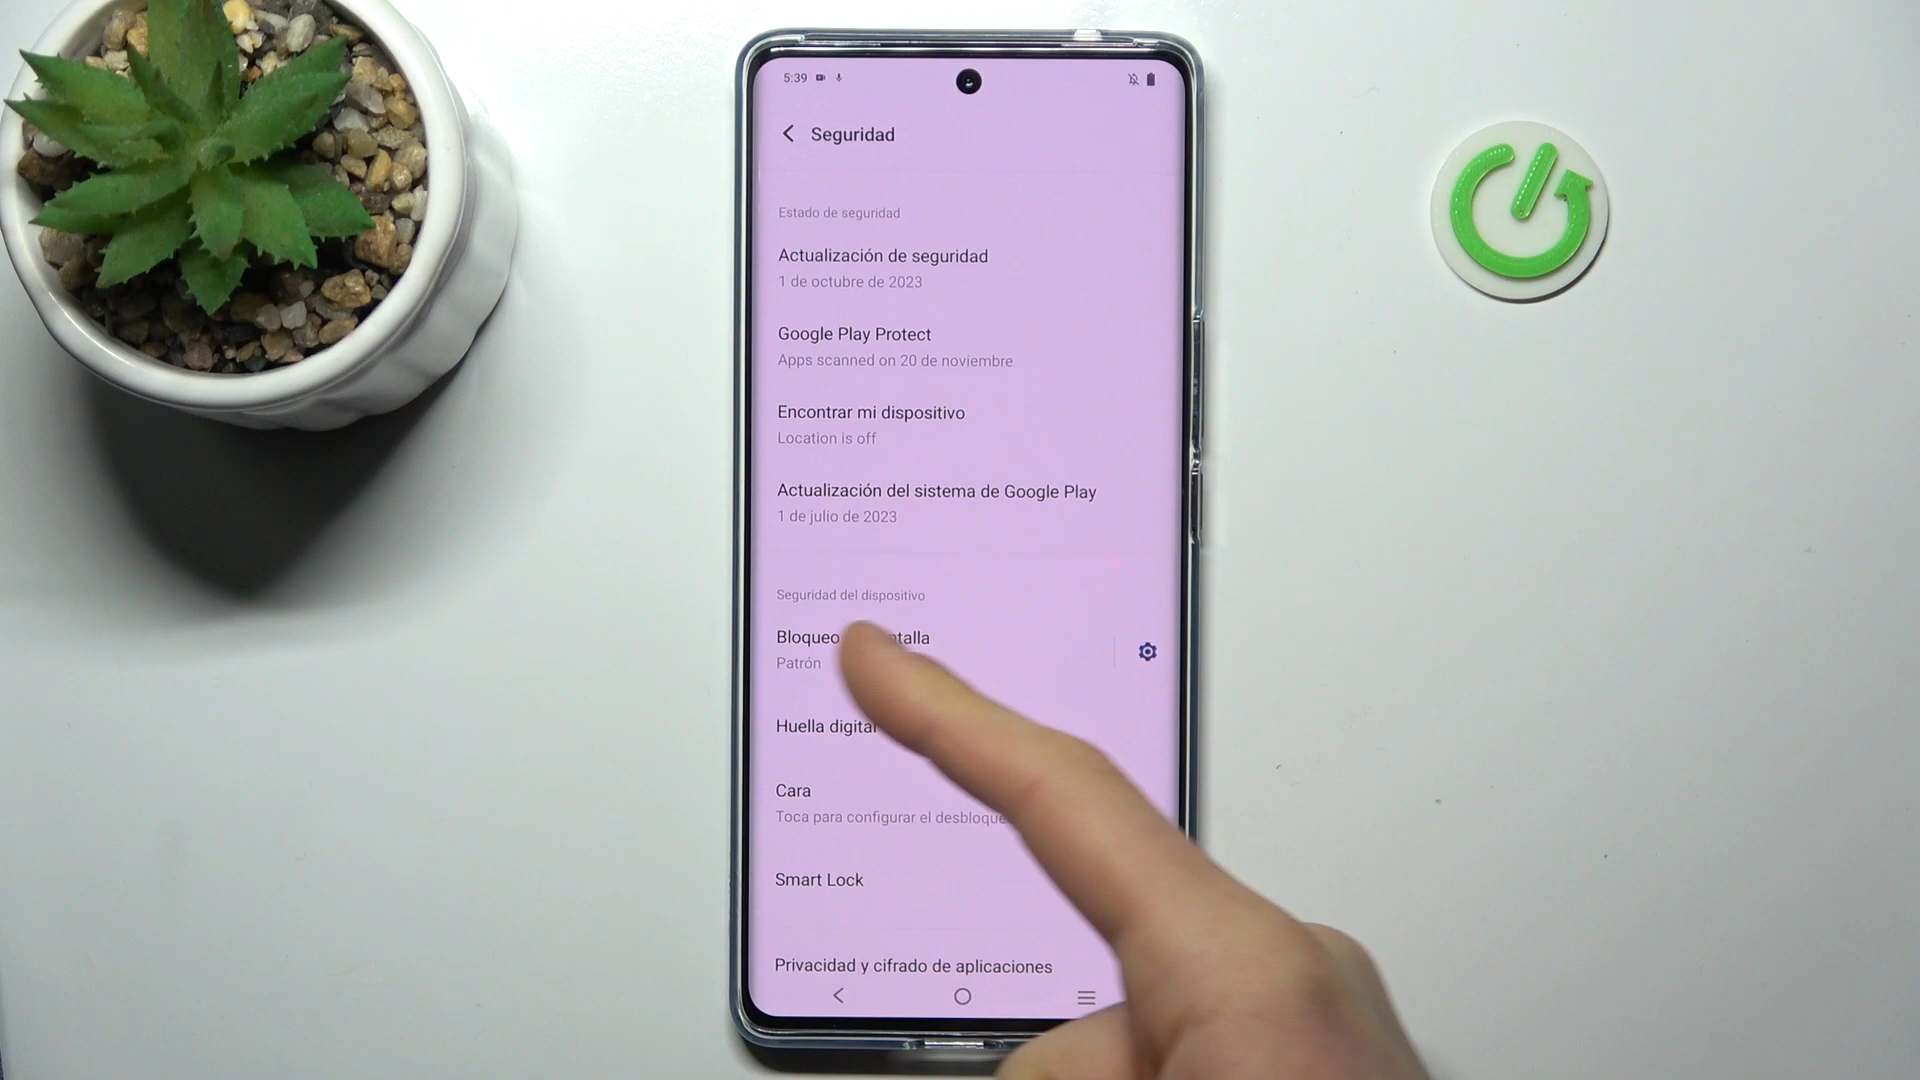 5:39
Seguridad
Estado de seguridad
Actualización de seguridad
1 de octubre de 2023
Google Play Protect
Apps scanned on 20 de noviembre
Encontrar mi dispositivo
Location is off
Actualización del sistema de Google Play
1 de julio de 2023
Seguridad del dispositivo
Bloqueo
Patrón
Huella digital
Cara
Toca para configurar el
Smart Lock
Privacidad y cifrado de aplicaciones